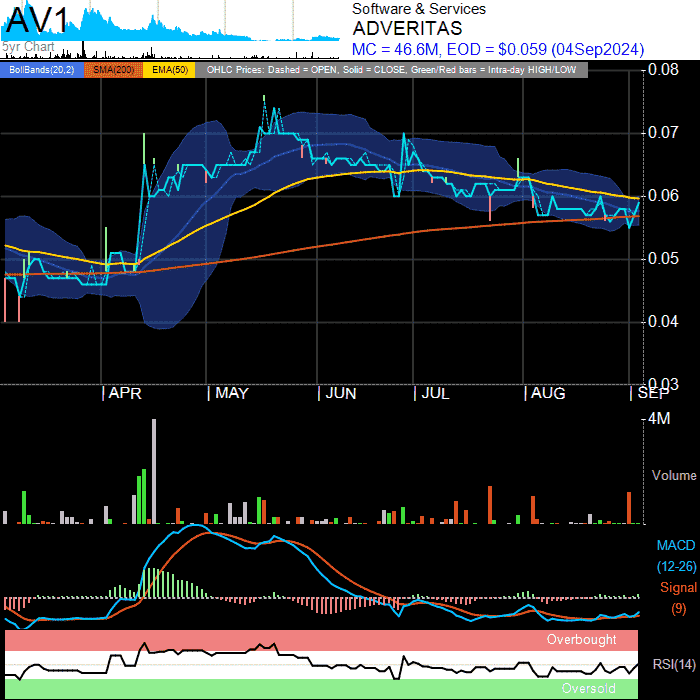 AV1
5yr Chart
Software & Services
ADVERITAS
MC = 46.6M, EOD = $0.059 (04Sep2024)
BollBands(20,2) SMA(200) EMA(50) OHLC Prices: Dashed = OPEN, Solid = CLOSE, Green/Red bars = Intra-day HIGH/LOW
0.08
0.07
0.06
0.05
0.04
0.03
APR MAY JUN JUL AUG SEP
4M
Volume
MACD
(12-26)
Signal
(9)
Overbought
RSI(14)
Oversold